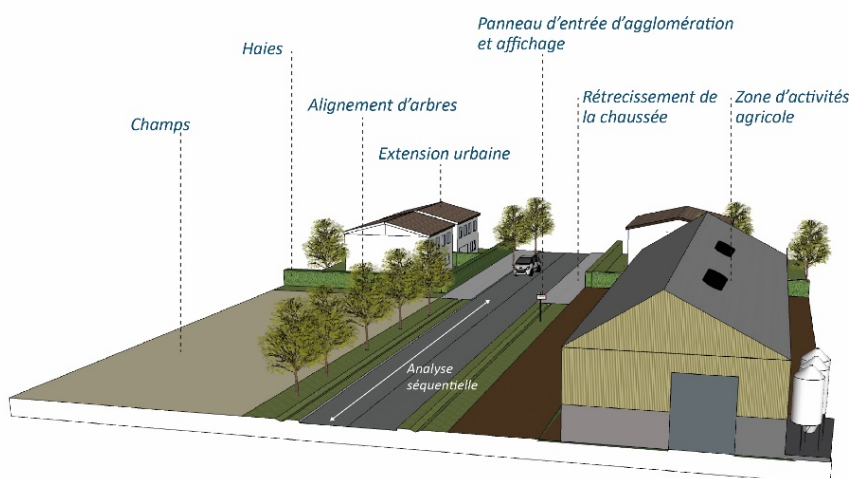 Panneau d'entrée d'agglomération
et affichage
Haies
Rétrecissement de
la chaussée
Zone d'activités
agricole
Alignement d'arbres
Champs
Extension urbaine
Analyse
séquentielle